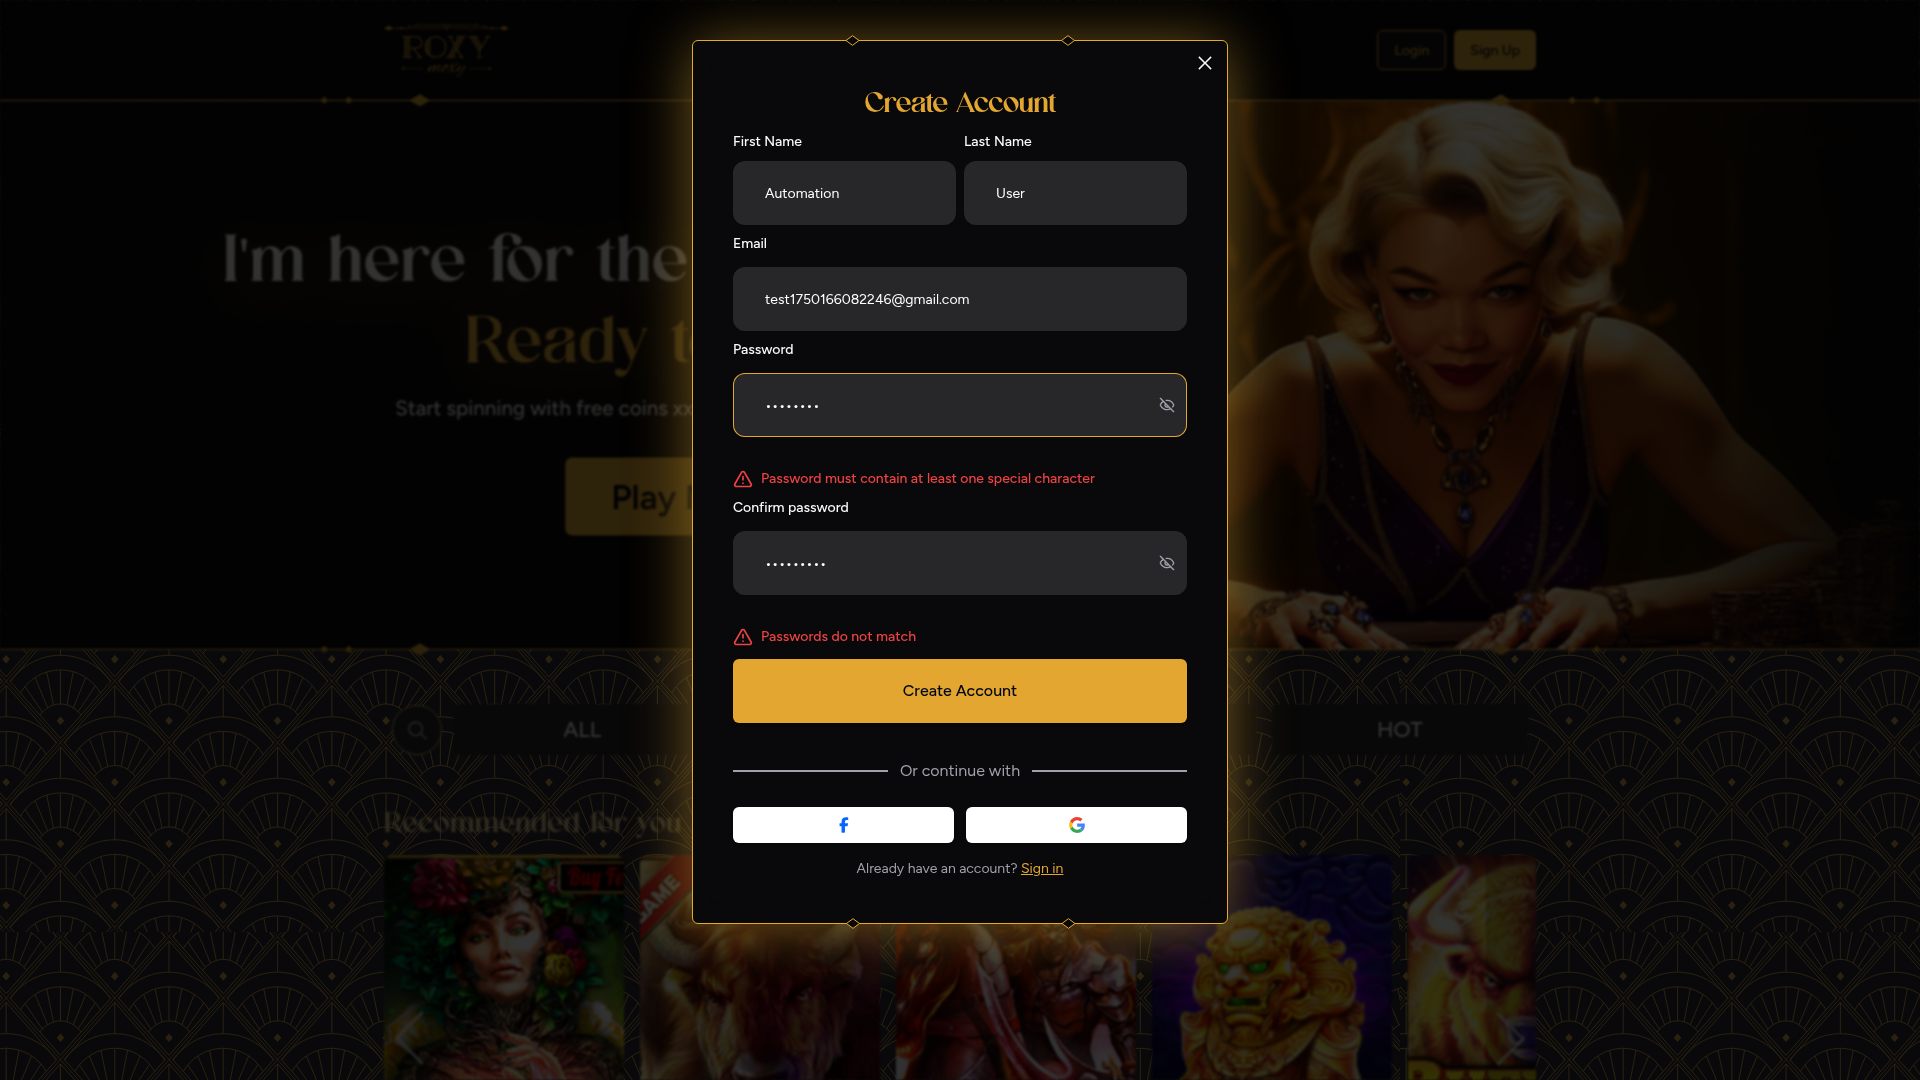 ROXY
moxy
Login
Sign Up
Create Account
First Name
Last Name
Automation
User
I'm here for the
Email
test1750166082246@gmail.com
Ready
Password
••••••••
Start spinning with free coins
Password must contain at least one special character
Play
Confirm password
•••••••••
Passwords do not match
Create Account
ALL
HOT
Or continue with
Recommended for you
Already have an account? Sign in
Buy
GAME